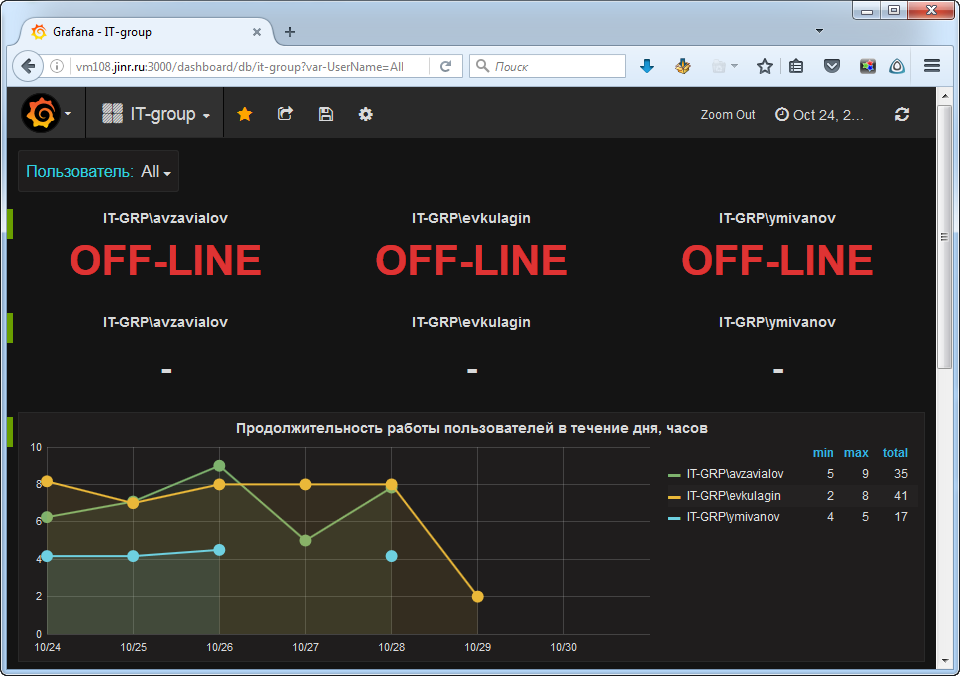 Grafana - IT-group
vm108.jinr.ru:3000/dashboard/db/it-group?var-UserName=All
Поиск
IT-group
Zoom Out
Oct 24, 2...
Пользователь: All
IT-GRP\avzavialov IT-GRP\evkulagin IT-GRP\ymivanov
OFF-LINE OFF-LINE OFF-LINE
IT-GRP\avzavialov IT-GRP\evkulagin IT-GRP\ymivanov
- - -
Продолжительность работы пользователей в течение дня, часов
10
8
6
4
2
0
10/24 10/25 10/26 10/27 10/28 10/29 10/30
min max total
IT-GRP\avzavialov 5 9 35
IT-GRP\evkulagin 2 8 41
IT-GRP\ymivanov 4 5 17